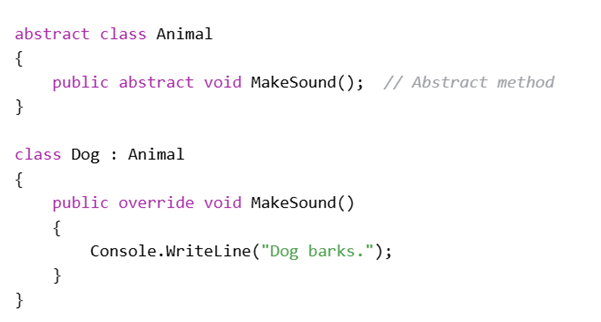 abstract class Animal
{
    public abstract void MakeSound();  // Abstract method
}

class Dog : Animal
{
    public override void MakeSound()
    {
        Console.WriteLine("Dog barks.");
    }
}